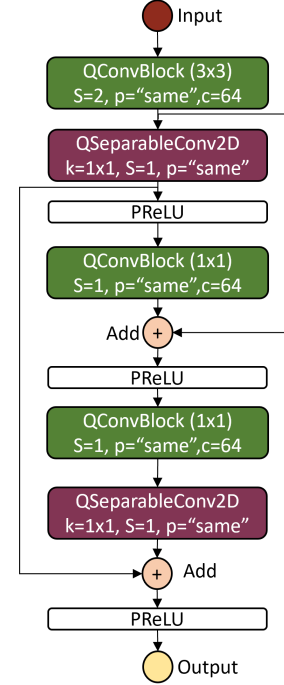 Input
QConvBlock (3x3)
S=2, p=“same”,c=64
QSeparableConv2D
k=1x1, S=1, p=“same”
PReLU
QConvBlock (1x1)
S=1, p=“same”,c=64
Add +
PReLU
QConvBlock (1x1)
S=1, p=“same”,c=64
QSeparableConv2D
k=1x1, S=1, p=“same”
+ Add
PReLU
Output